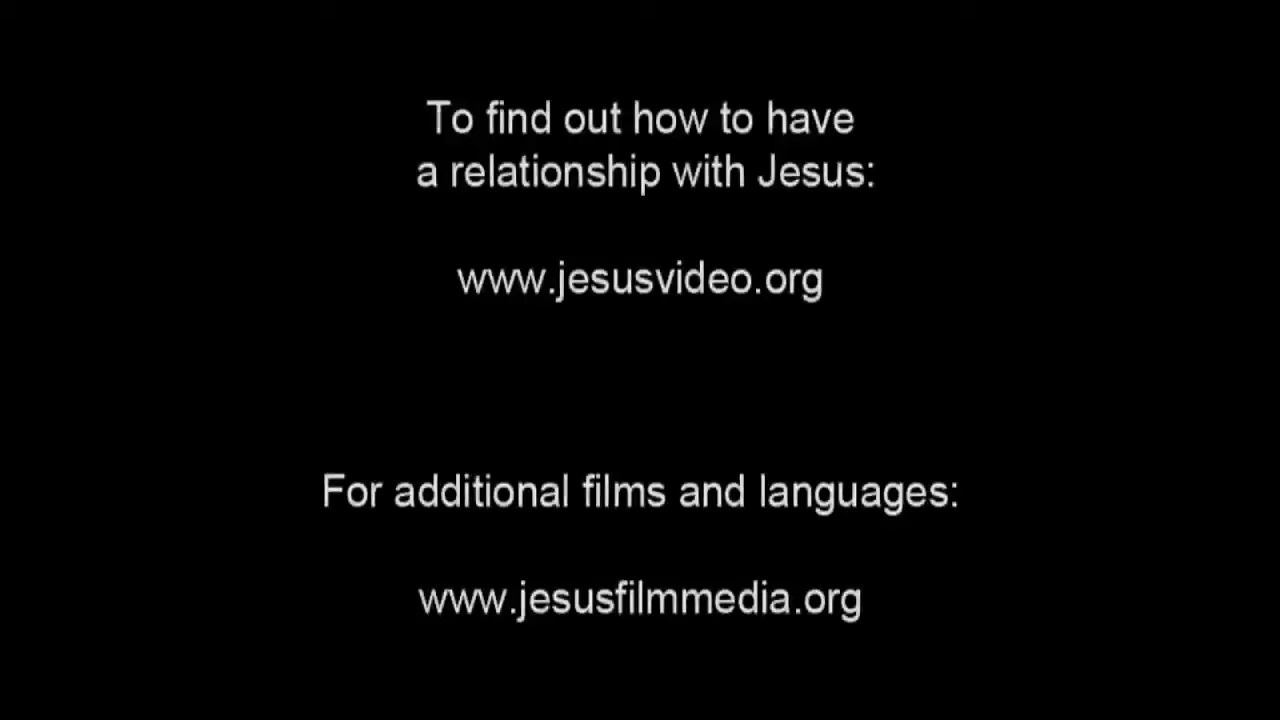 To find out how to have
a relationship with Jesus:
www.jesusvideo.org
For additional films and languages:
www.jesusfilmmedia.org